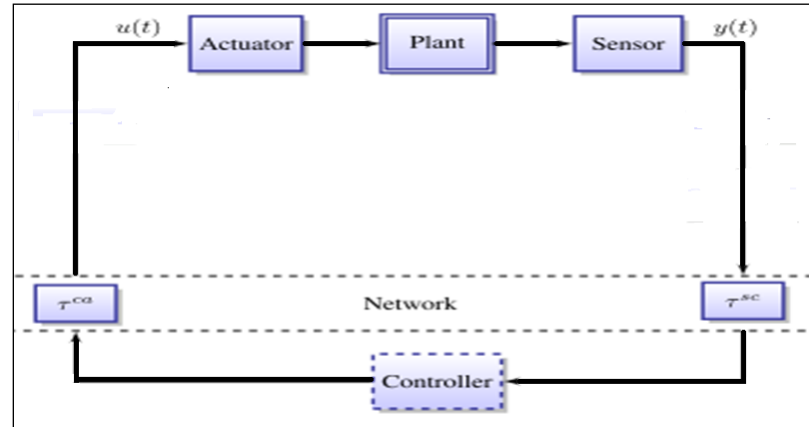 u(t)
Actuator
Plant
Sensor
y(t)
τ^{ca}
Network
τ^{sc}
Controller